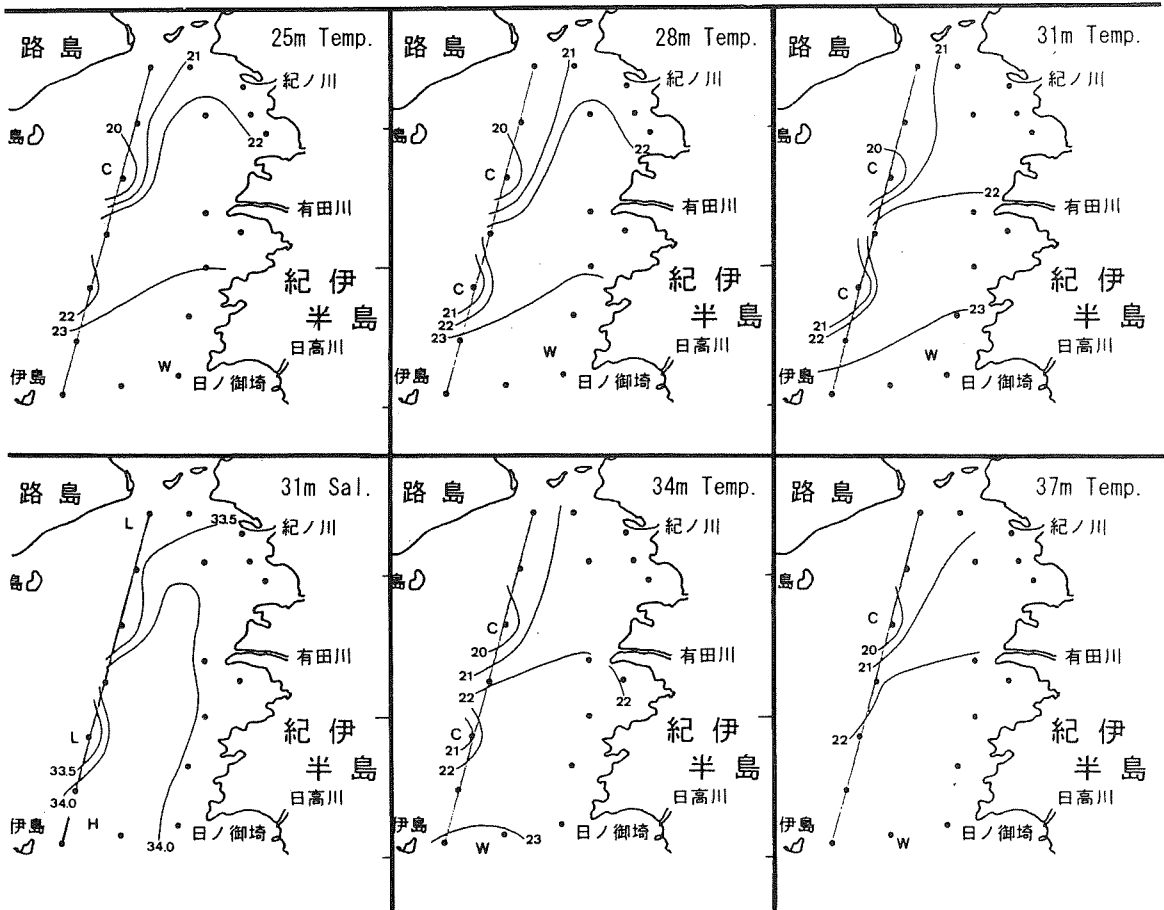 路島
25m Temp.
21
紀ノ川
島
20
22
C
有田川
紀伊
半島
22
23
日高川
W
伊島
日ノ御埼
路島
28m Temp.
21
紀ノ川
島
20
22
C
有田川
紀伊
C
21
半島
22
23
日高川
W
伊島
日ノ御埼
路島
31m Temp.
21
紀ノ川
島
20
C
22
有田川
紀伊
C
半島
23
21
22
日高川
W
伊島
日ノ御埼
路島
31m Sal.
L
33.5
紀ノ川
島
有田川
紀伊
L
半島
33.5
34.0
日高川
伊島
H
日ノ御埼
34.0
路島
34m Temp.
紀ノ川
島
C
20
有田川
21
22
22
紀伊
C
21
半島
22
日高川
伊島
日ノ御埼
23
W
路島
37m Temp.
紀ノ川
島
C
20
有田川
21
紀伊
22
半島
日高川
伊島
日ノ御埼
W